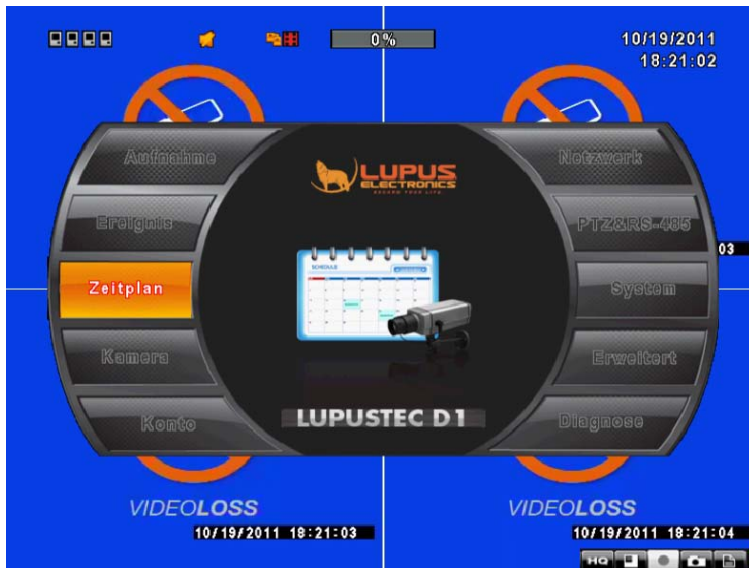 0%
10/19/2011
18:21:02
LUPUS
ELECTRONICS
Aufnahme
Netzwerk
Ereignis
PTZ&RS-485
03
SCHEDULE
Zeitplan
System
Kamera
Erweitert
Konto
LUPUSTEC D1
Diagnose
VIDEOLOSS
VIDEOLOSS
10/19/2011 18:21:03
10/19/2011 18:21:04
HQ